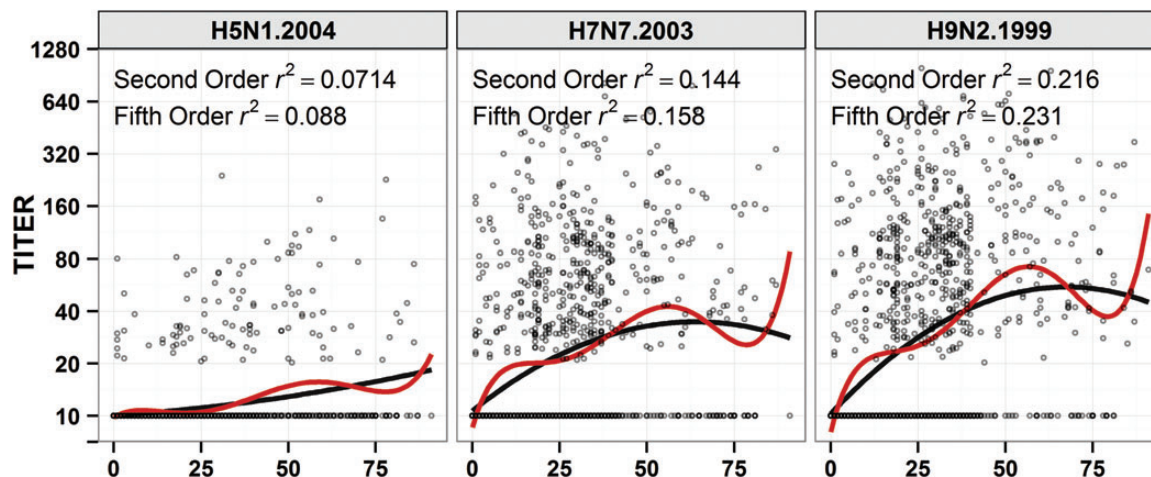 H5N1.2004 H7N7.2003 H9N2.1999
Second Order r² = 0.0714
Fifth Order r² = 0.088
Second Order r² = 0.144
Fifth Order r² = 0.158
Second Order r² = 0.216
Fifth Order r² = 0.231
TITER
1280
640
320
160
80
40
20
10
0 25 50 75 0 25 50 75 0 25 50 75